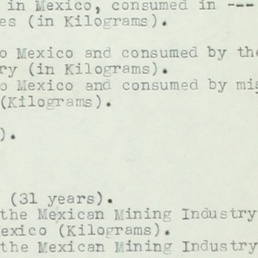 in Mexico, consumed in ---
es (in Kilograms).
o Mexico and consumed by the
ry (in Kilograms).
o Mexico and consumed by mi
(Kilograms).
).
(31 years).
the Mexican Mining Industry
exico (Kilograms).
the Mexican Mining Industry